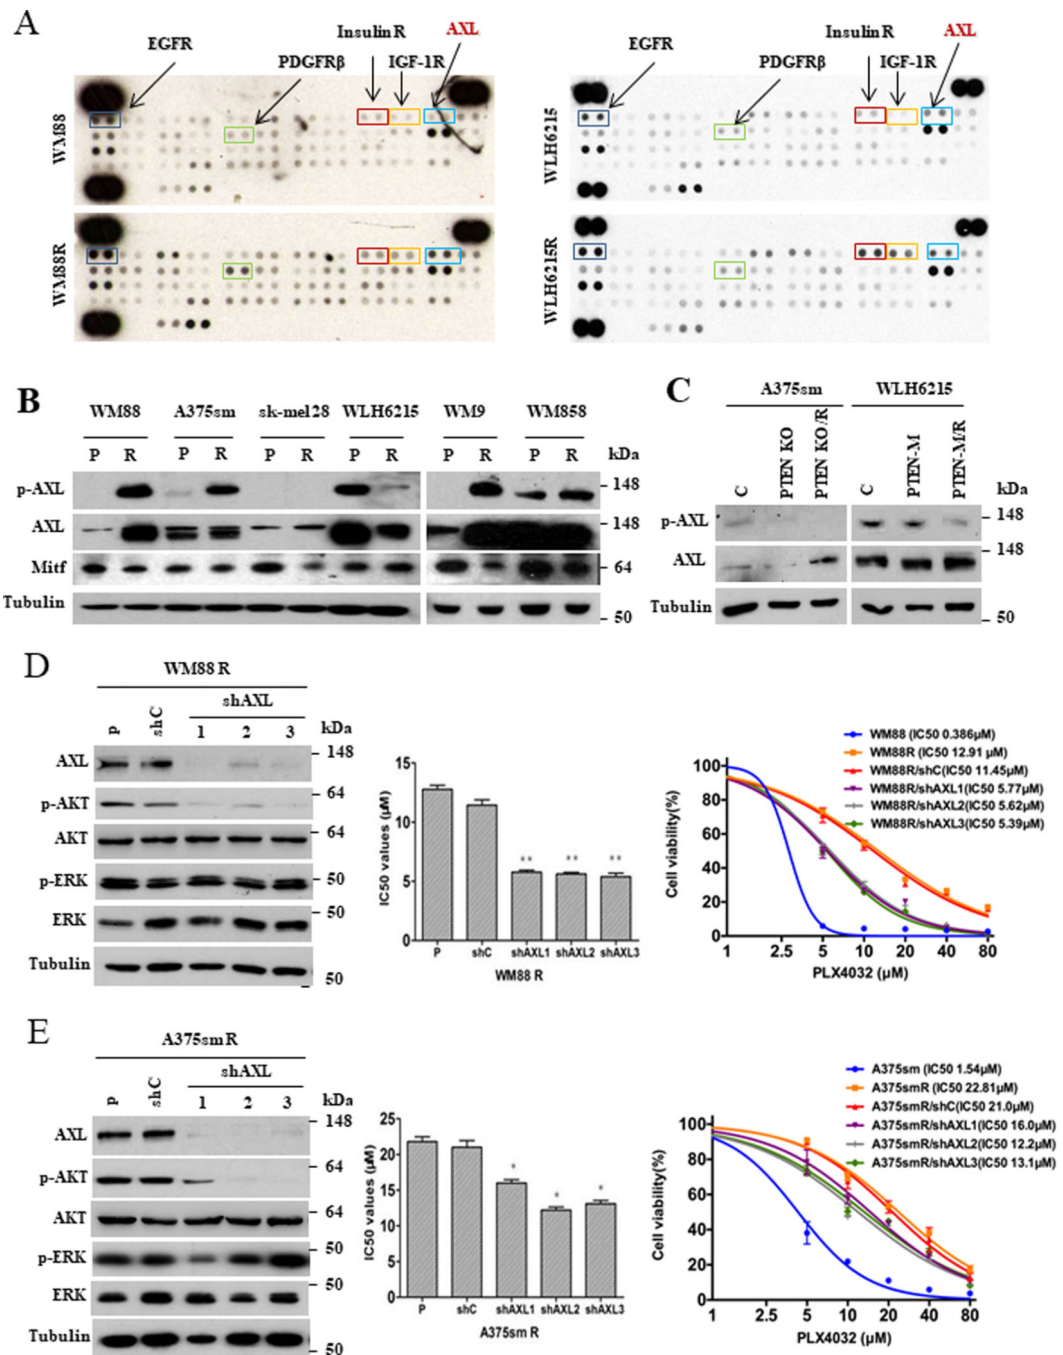 A
EGFR
Insulin R
AXL
PDGFRβ
IGF-1R
WM88
WM88R
EGFR
Insulin R
AXL
PDGFRβ
IGF-1R
WLH6215
WLH6215R
B
WM88 A375sm sk-mel28 WLH6215 WM9 WM858
P R P R P R P R P R P R kDa
p-AXL 148
AXL 148
Mitf 64
Tubulin 50
C
A375sm WLH6215
C PTEN KO PTEN KO/R C PTEN-M PTEN-M/R kDa
p-AXL 148
AXL 148
Tubulin 50
D
WM88 R
shAXL
P shC 1 2 3 kDa
AXL 148
p-AKT 64
AKT 64
p-ERK 50
ERK 50
Tubulin 50
IC50 values (µM)
15
10
5
0
** ** **
P shC shAXL1 shAXL2 shAXL3
WM88 R
WM88 (IC50 0.386µM)
WM88R (IC50 12.91 µM)
WM88R/shC(IC50 11.45µM)
WM88R/shAXL1(IC50 5.77µM)
WM88R/shAXL2(IC50 5.62µM)
WM88R/shAXL3(IC50 5.39µM)
Cell viability(%)
100
80
60
40
20
0
1 2.5 5 10 20 40 80
PLX4032 (µM)
E
A375sm R
shAXL
P shC 1 2 3 kDa
AXL 148
p-AKT 64
AKT 64
p-ERK 50
ERK 50
Tubulin 50
IC50 values (µM)
25
20
15
10
5
0
* * *
P shC shAXL1 shAXL2 shAXL3
A375sm R
A375sm (IC50 1.54µM)
A375smR (IC50 22.81µM)
A375smR/shC(IC50 21.0µM)
A375smR/shAXL1(IC50 16.0µM)
A375smR/shAXL2(IC50 12.2µM)
A375smR/shAXL3(IC50 13.1µM)
Cell viability(%)
100
80
60
40
20
0
1 2.5 5 10 20 40 80
PLX4032 (µM)